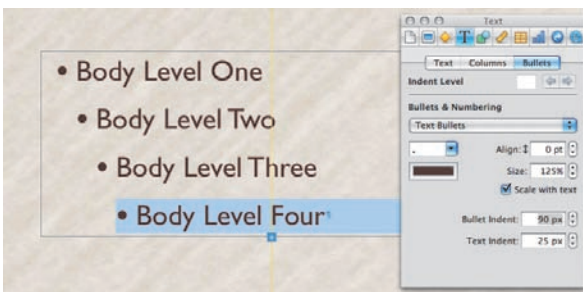 • Body Level One
• Body Level Two
• Body Level Three
• Body Level Four
Text
Text Columns Bullets
Indent Level
Bullets & Numbering
Text Bullets
Align: 0 pt
Size: 125%
Scale with text
Bullet Indent: 90 px
Text Indent: 25 px